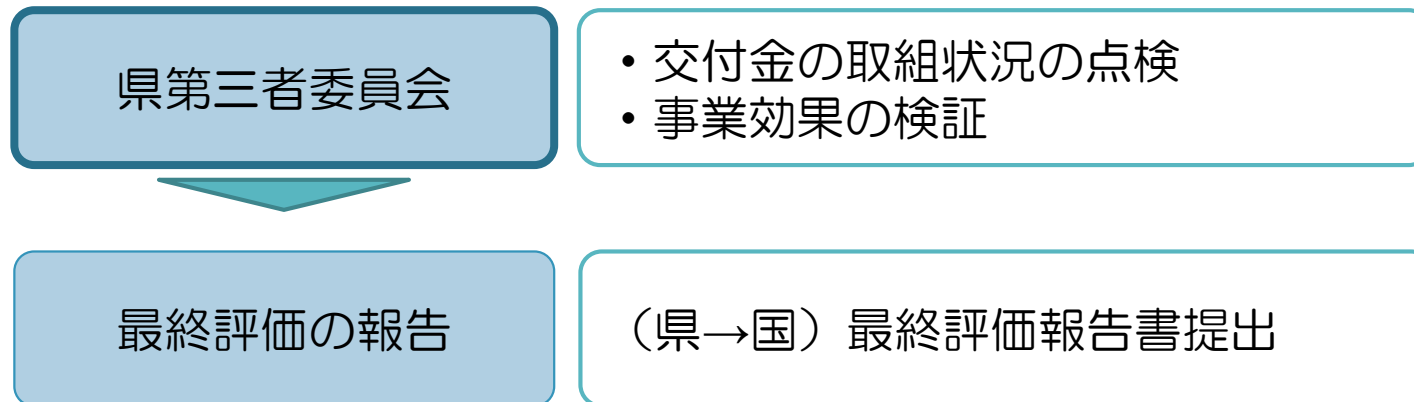 県第三者委員会
• 交付金の取組状況の点検
• 事業効果の検証
最終評価の報告
（県→国）最終評価報告書提出